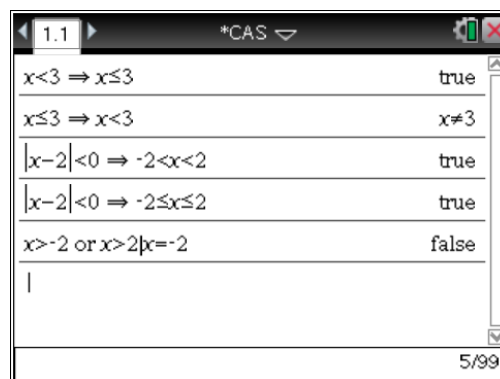 1.1 *CAS
x<3 ⇒ x≤3 true
x≤3 ⇒ x<3 x≠3
|x−2|<0 ⇒ -2<x<2 true
|x−2|<0 ⇒ -2≤x≤2 true
x>-2 or x>2|x=-2 false
5/99